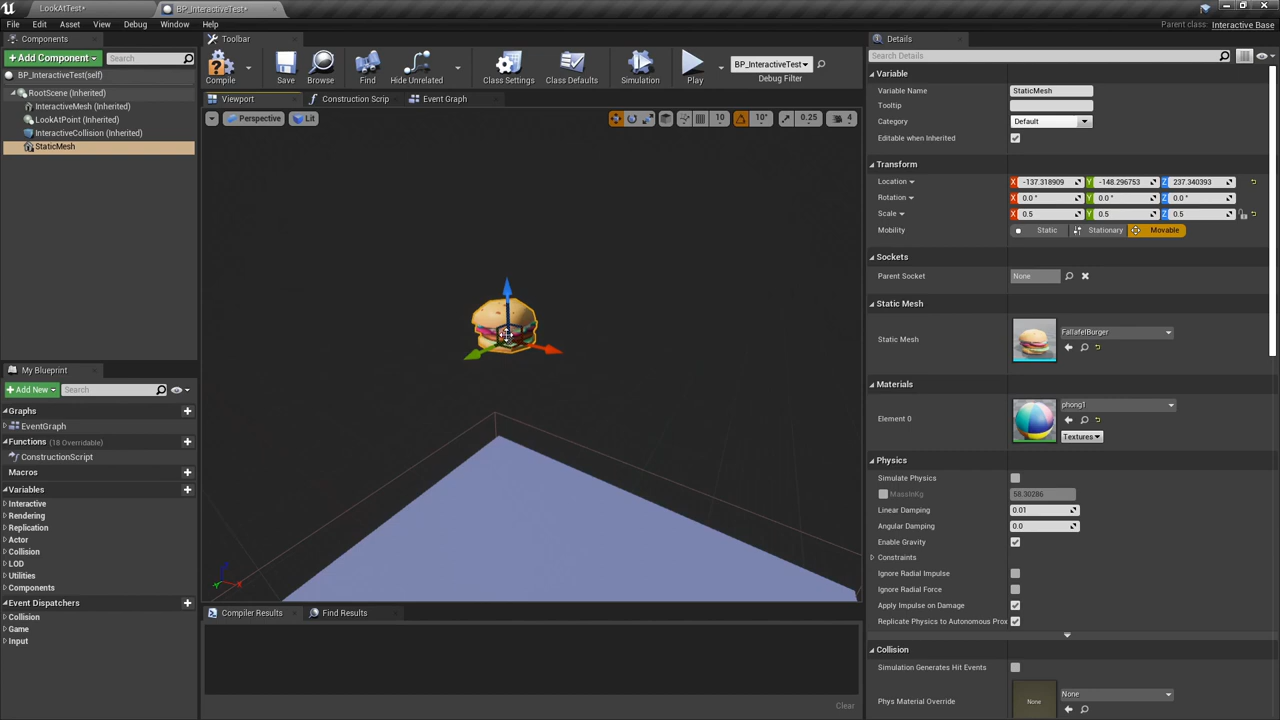 LookAtTest*
BP_InteractiveTest*
File Edit Asset View Debug Window Help
Parent class: Interactive Base
Components
Toolbar
Details
+ Add Component
Search
Compile
Save
Browse
Find
Hide Unrelated
Class Settings
Class Defaults
Simulation
Play
BP_InteractiveTest
Debug Filter
Search Details
BP_InteractiveTest(self)
RootScene (Inherited)
InteractiveMesh (Inherited)
LookAtPoint (Inherited)
InteractiveCollision (Inherited)
StaticMesh
Viewport
Construction Scrip
Event Graph
Perspective
Lit
10
10°
0.25
4
Variable
Variable Name StaticMesh
Tooltip
Category Default
Editable when Inherited
Transform
Location X -137.318909 Y -148.296753 Z 237.340393
Rotation X 0.0 ° Y 0.0 ° Z 0.0 °
Scale X 0.5 Y 0.5 Z 0.5
Mobility Static Stationary Movable
Sockets
Parent Socket None
Static Mesh
Static Mesh FallafelBurger
Materials
Element 0 phong1
Textures
Physics
Simulate Physics
MassInKg 58.30286
Linear Damping 0.01
Angular Damping 0.0
Enable Gravity
Constraints
Ignore Radial Impulse
Ignore Radial Force
Apply Impulse on Damage
Replicate Physics to Autonomous Prox
Collision
Simulation Generates Hit Events
Phys Material Override None None
My Blueprint
+ Add New
Search
Graphs
EventGraph
Functions (18 Overridable)
ConstructionScript
Macros
Variables
Interactive
Rendering
Replication
Actor
Collision
LOD
Utilities
Components
Event Dispatchers
Collision
Game
Input
Compiler Results
Find Results
Clear